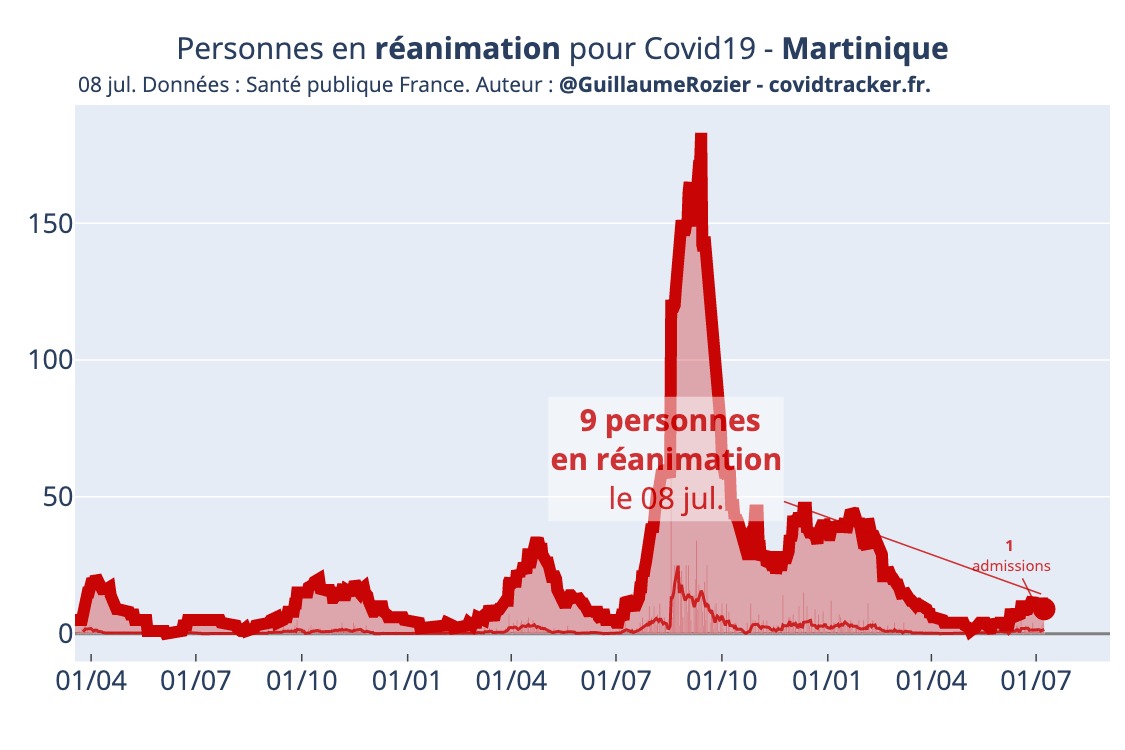 Personnes en réanimation pour Covid19 - Martinique
08 jul. Données : Santé publique France. Auteur : @GuillaumeRozier - covidtracker.fr.
150
100
9 personnes
en réanimation
le 08 jul.
50
1
admissions
0
01/04 01/07 01/10 01/01 01/04 01/07 01/10 01/01 01/04 01/07